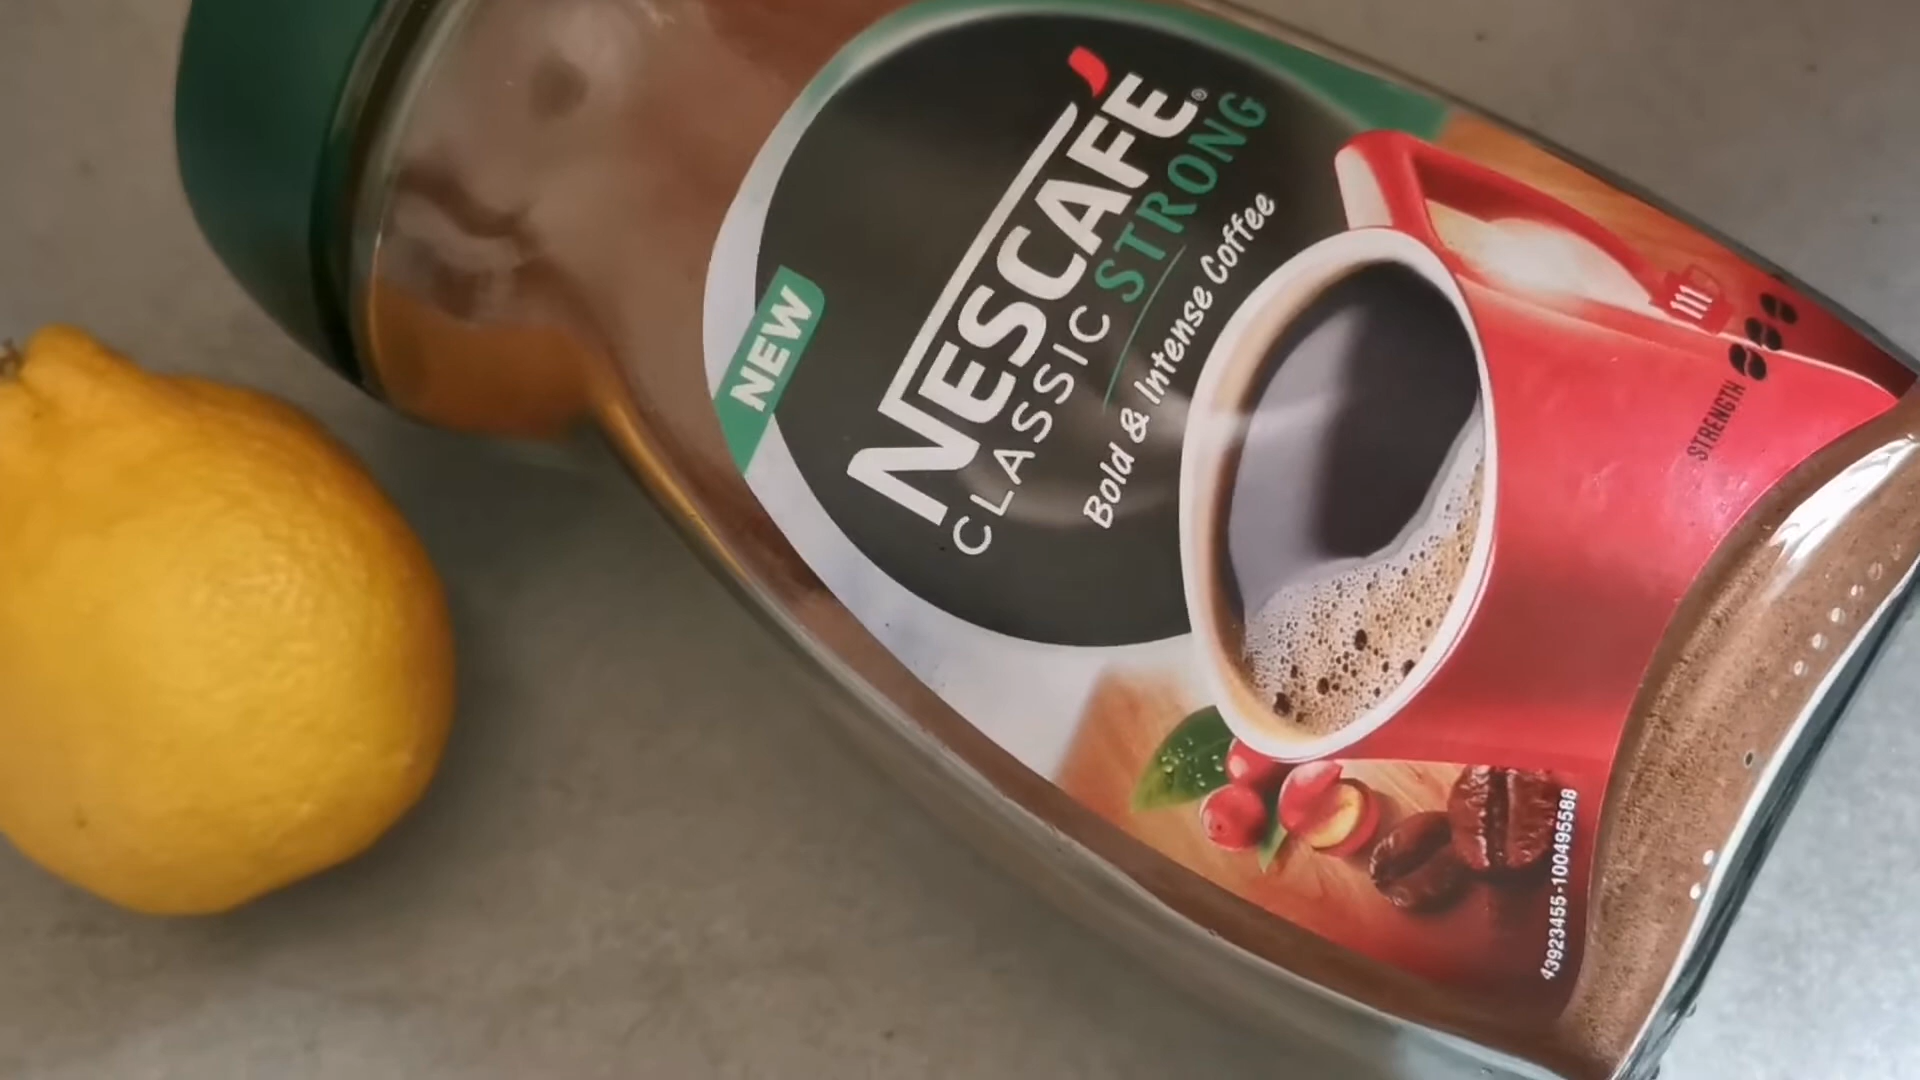 NEW
NESCAFÉ®
CLASSIC STRONG
Bold & Intense Coffee
STRENGTH
43923455-100495588